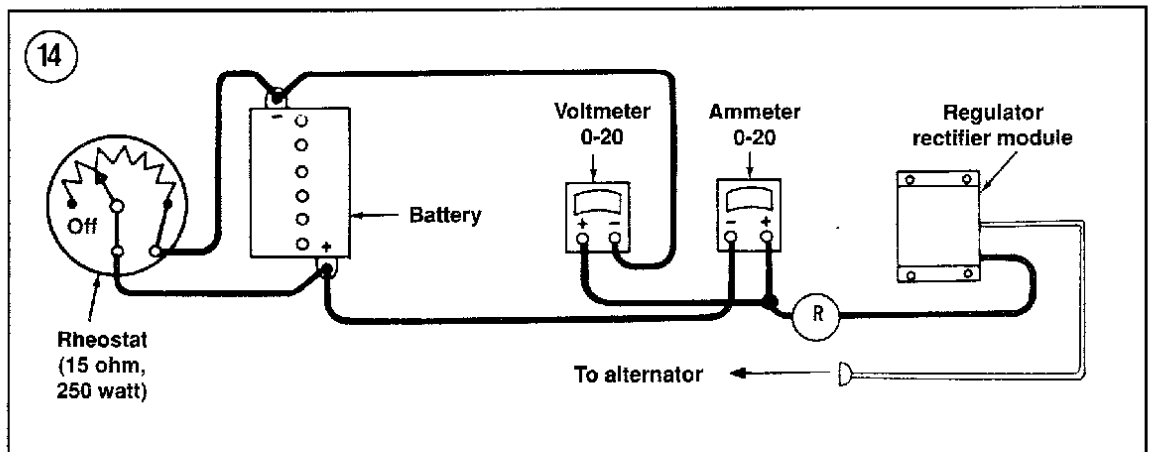 14
Voltmeter
0-20
Ammeter
0-20
Regulator
rectifier module
Off
-
+
Battery
+ -
- +
R
Rheostat
(15 ohm,
250 watt)
To alternator